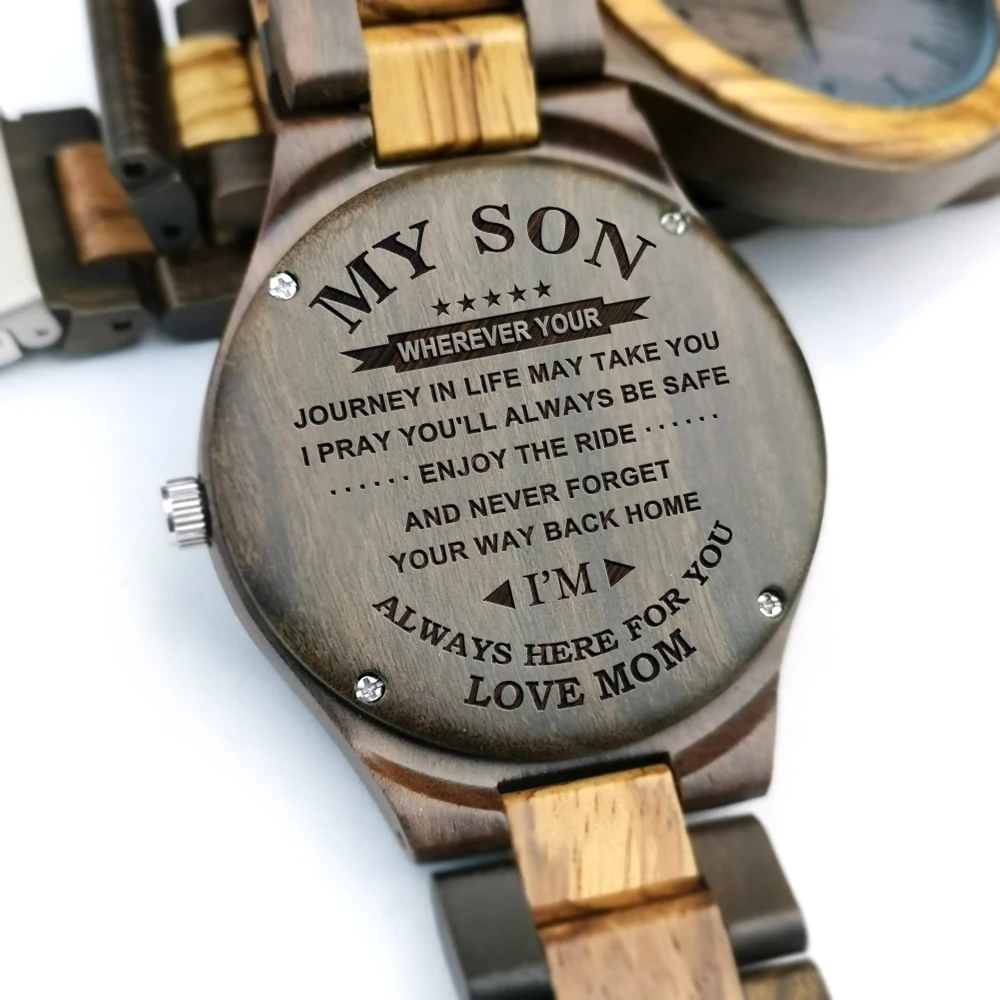 MY SON
WHEREVER YOUR
JOURNEY IN LIFE MAY TAKE YOU
I PRAY YOU'LL ALWAYS BE SAFE
······ ENJOY THE RIDE ······
AND NEVER FORGET
YOUR WAY BACK HOME
I'M
ALWAYS HERE FOR YOU
LOVE MOM